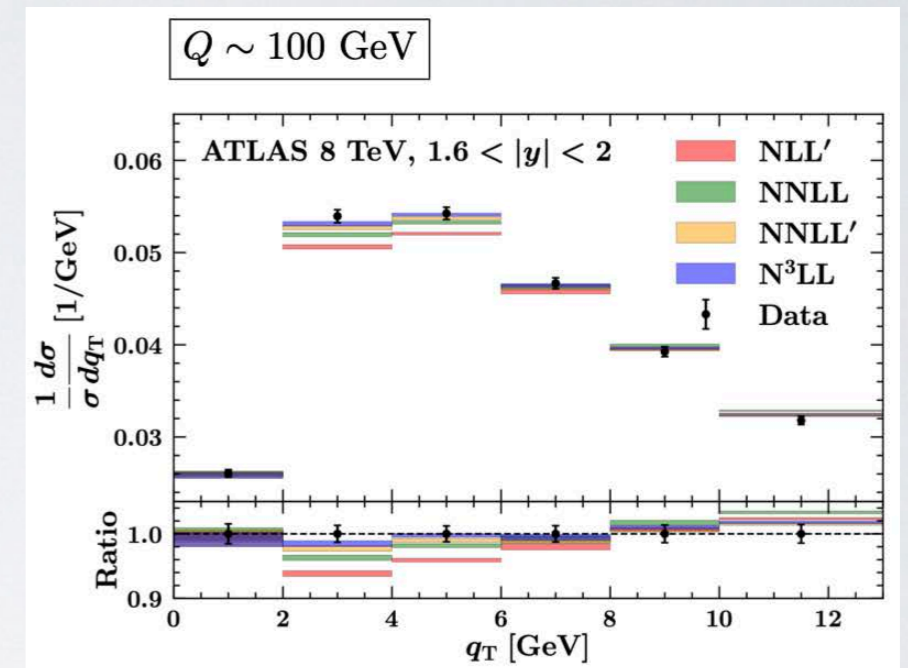 Q ∼ 100 GeV
ATLAS 8 TeV, 1.6 < |y| < 2
NLL′
NNLL
NNLL′
N³LL
Data
1/σ dσ/dq_T [1/GeV]
0.06
0.05
0.04
0.03
Ratio
1.0
0.9
0 2 4 6 8 10 12
q_T [GeV]